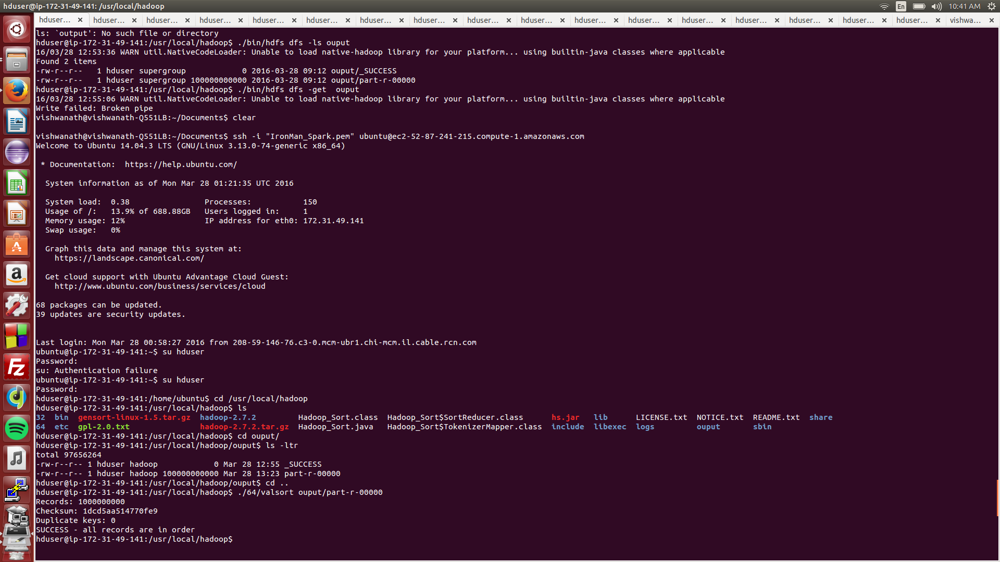 hduser@ip-172-31-49-141: /usr/local/hadoop
En 10:41 AM
hduser... hduser... hduser... hduser... hduser... hduser... hduser... hduser... hduser... hduser... hduser... hduser... hduser... hduser... hduser... hduser... hduser... vishwa...
ls: `output': No such file or directory
hduser@ip-172-31-49-141:/usr/local/hadoop$ ./bin/hdfs dfs -ls ouput
16/03/28 12:53:36 WARN util.NativeCodeLoader: Unable to load native-hadoop library for your platform... using builtin-java classes where applicable
Found 2 items
-rw-r--r--   1 hduser supergroup            0 2016-03-28 09:12 ouput/_SUCCESS
-rw-r--r--   1 hduser supergroup 100000000000 2016-03-28 09:12 ouput/part-r-00000
hduser@ip-172-31-49-141:/usr/local/hadoop$ ./bin/hdfs dfs -get  ouput
16/03/28 12:55:06 WARN util.NativeCodeLoader: Unable to load native-hadoop library for your platform... using builtin-java classes where applicable
Write failed: Broken pipe
vishwanath@vishwanath-Q551LB:~/Documents$ clear
vishwanath@vishwanath-Q551LB:~/Documents$ ssh -i "IronMan_Spark.pem" ubuntu@ec2-52-87-241-215.compute-1.amazonaws.com
Welcome to Ubuntu 14.04.3 LTS (GNU/Linux 3.13.0-74-generic x86_64)
* Documentation:  https://help.ubuntu.com/
System information as of Mon Mar 28 01:21:35 UTC 2016
System load:  0.38                Processes:           150
Usage of /:   13.9% of 688.88GB   Users logged in:     1
Memory usage: 12%                 IP address for eth0: 172.31.49.141
Swap usage:   0%
Graph this data and manage this system at:
https://landscape.canonical.com/
Get cloud support with Ubuntu Advantage Cloud Guest:
http://www.ubuntu.com/business/services/cloud
68 packages can be updated.
39 updates are security updates.
Last login: Mon Mar 28 00:58:27 2016 from 208-59-146-76.c3-0.mcm-ubr1.chi-mcm.il.cable.rcn.com
ubuntu@ip-172-31-49-141:~$ su hduser
Password:
su: Authentication failure
ubuntu@ip-172-31-49-141:~$ su hduser
Password:
hduser@ip-172-31-49-141:/home/ubuntu$ cd /usr/local/hadoop
hduser@ip-172-31-49-141:/usr/local/hadoop$ ls
32  bin  gensort-linux-1.5.tar.gz  hadoop-2.7.2         Hadoop_Sort.class  Hadoop_Sort$SortReducer.class      hs.jar   lib      LICENSE.txt  NOTICE.txt  README.txt  share
64  etc  gpl-2.0.txt               hadoop-2.7.2.tar.gz  Hadoop_Sort.java   Hadoop_Sort$TokenizerMapper.class  include  libexec  logs         ouput       sbin
hduser@ip-172-31-49-141:/usr/local/hadoop$ cd ouput/
hduser@ip-172-31-49-141:/usr/local/hadoop/ouput$ ls -ltr
total 97656264
-rw-r--r-- 1 hduser hadoop            0 Mar 28 12:55 _SUCCESS
-rw-r--r-- 1 hduser hadoop 100000000000 Mar 28 13:23 part-r-00000
hduser@ip-172-31-49-141:/usr/local/hadoop/ouput$ cd ..
hduser@ip-172-31-49-141:/usr/local/hadoop$ ./64/valsort ouput/part-r-00000
Records: 1000000000
Checksum: 1dcd5aa514770fe9
Duplicate keys: 0
SUCCESS - all records are in order
hduser@ip-172-31-49-141:/usr/local/hadoop$